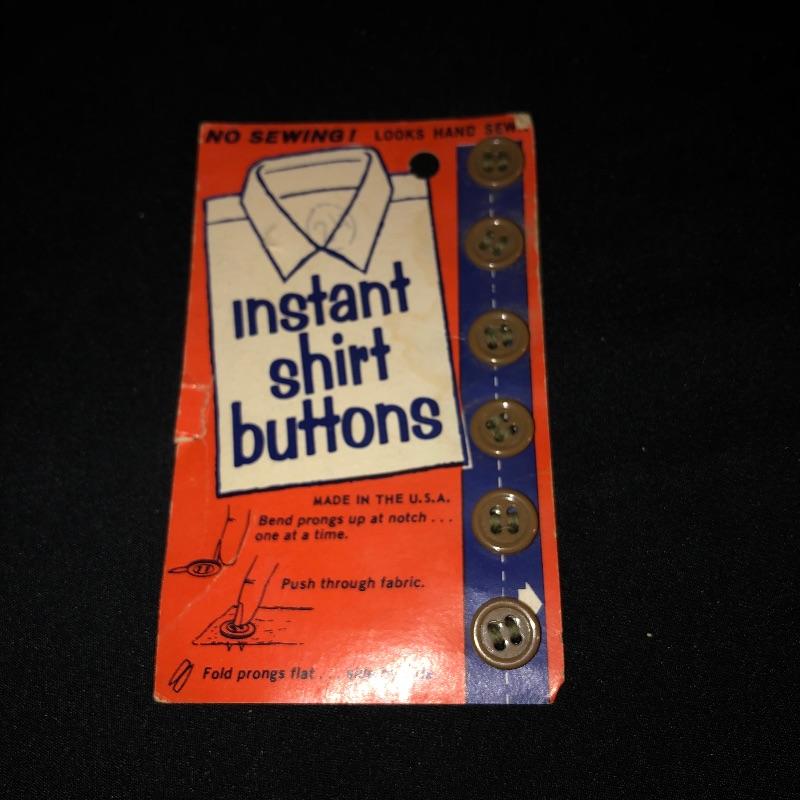 NO SEWING! LOOKS HAND SEW
instant
shirt
buttons
MADE IN THE U.S.A.
Bend prongs up at notch . . .
one at a time.
Push through fabric.
Fold prongs flat . . .